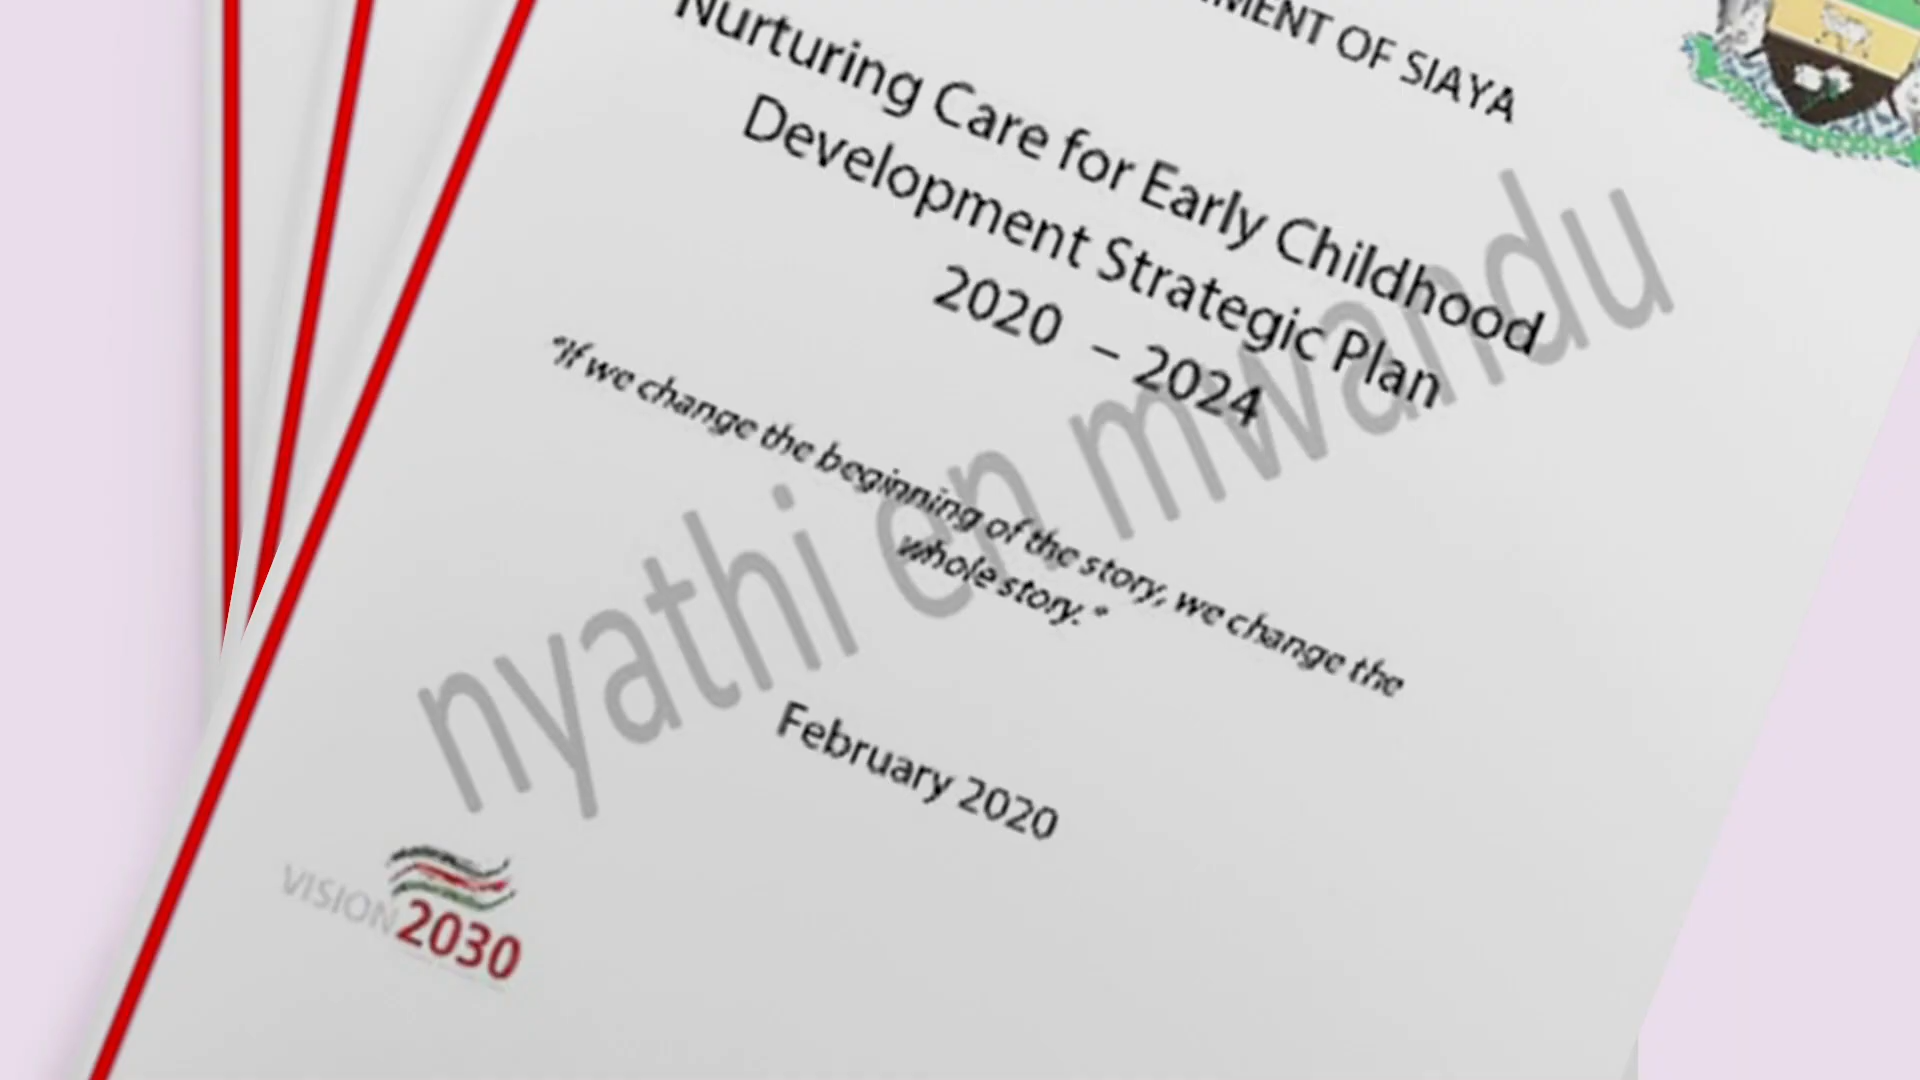 MENT OF SIAYA
Nurturing Care for Early Childhood
Development Strategic Plan
2020 – 2024
“If we change the beginning of the story, we change the
whole story.”
nyathi en mwandu
February 2020
VISION 2030